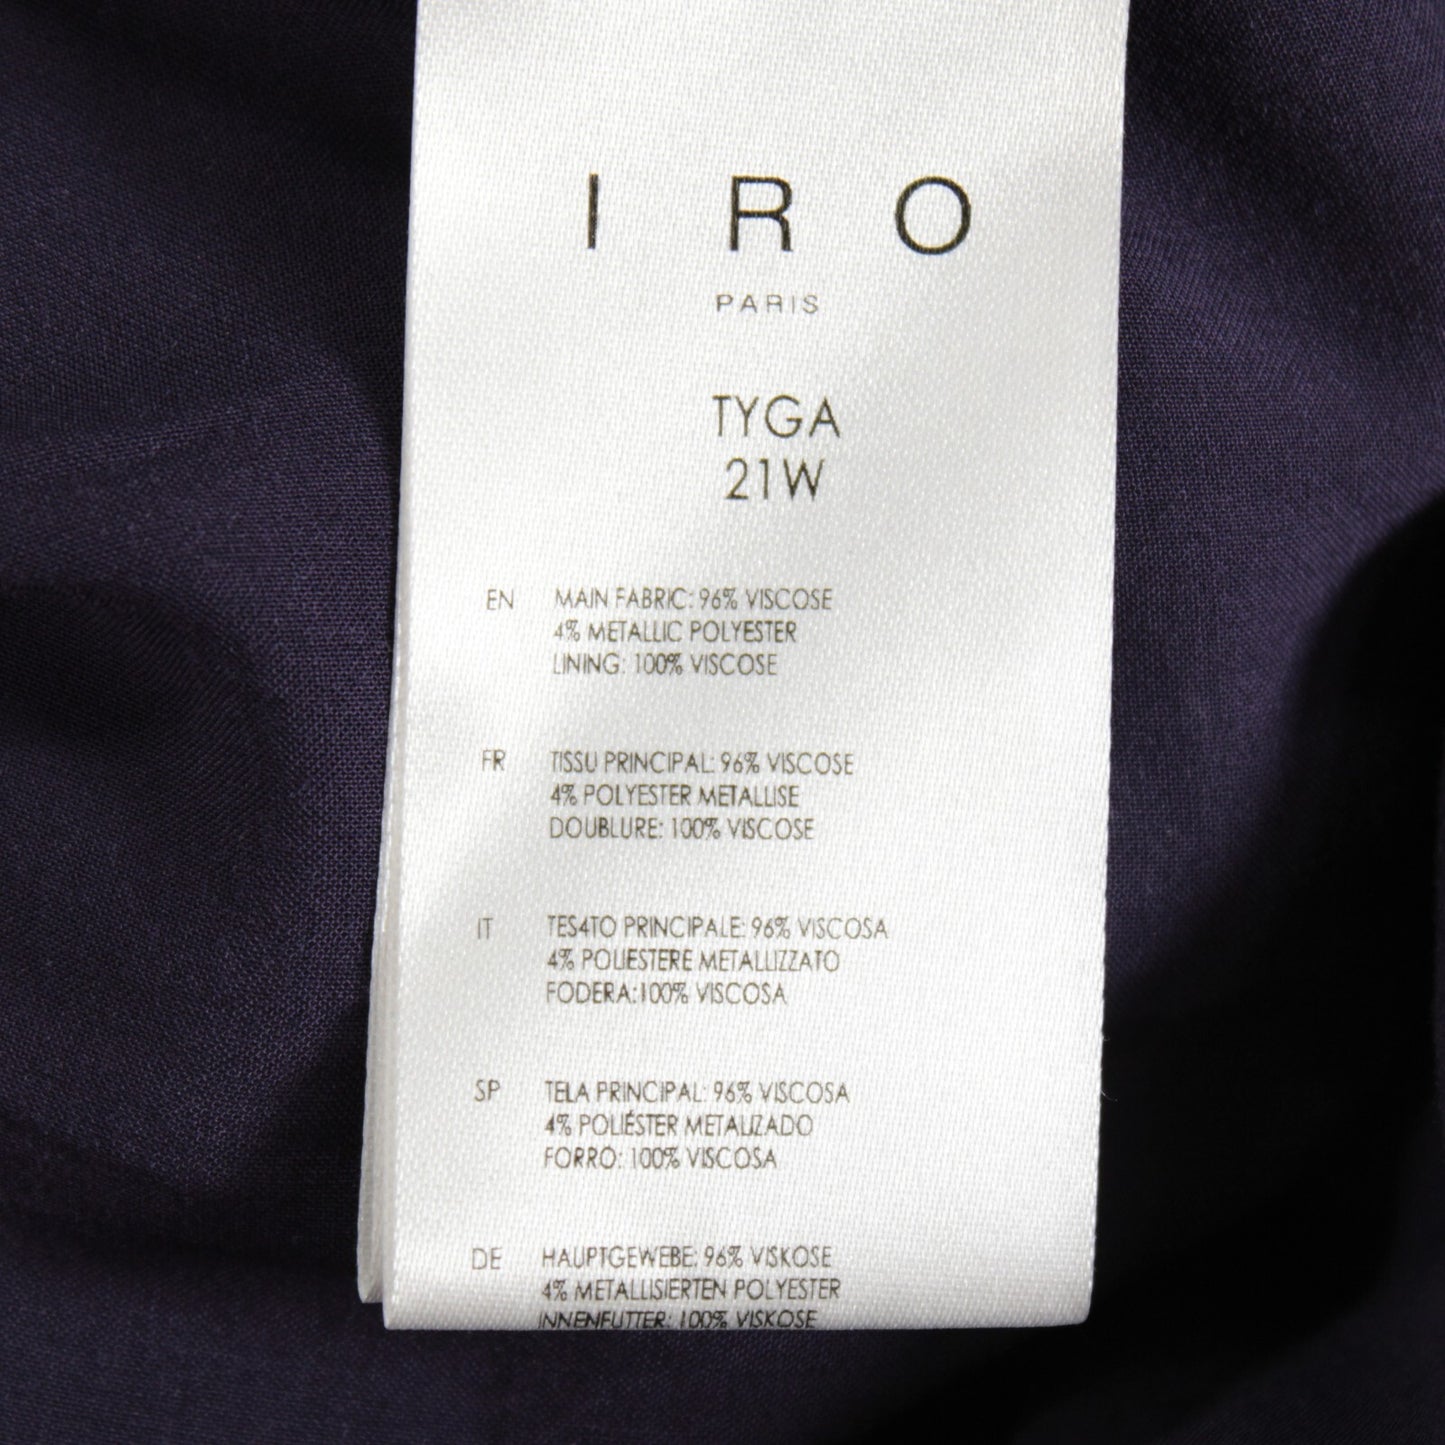 IRO
PARIS
TYGA
21W
EN MAIN FABRIC: 96% VISCOSE
4% METALLIC POLYESTER
LINING: 100% VISCOSE
FR TISSU PRINCIPAL: 96% VISCOSE
4% POLYESTER METALLISE
DOUBLURE: 100% VISCOSE
IT TES4TO PRINCIPALE: 96% VISCOSA
4% POLIESTERE METALLIZZATO
FODERA:100% VISCOSA
SP TELA PRINCIPAL: 96% VISCOSA
4% POLIÉSTER METALIZADO
FORRO: 100% VISCOSA
DE HAUPTGEWEBE: 96% VISKOSE
4% METALLISIERTEN POLYESTER
INNENFUTTER: 100% VISKOSE